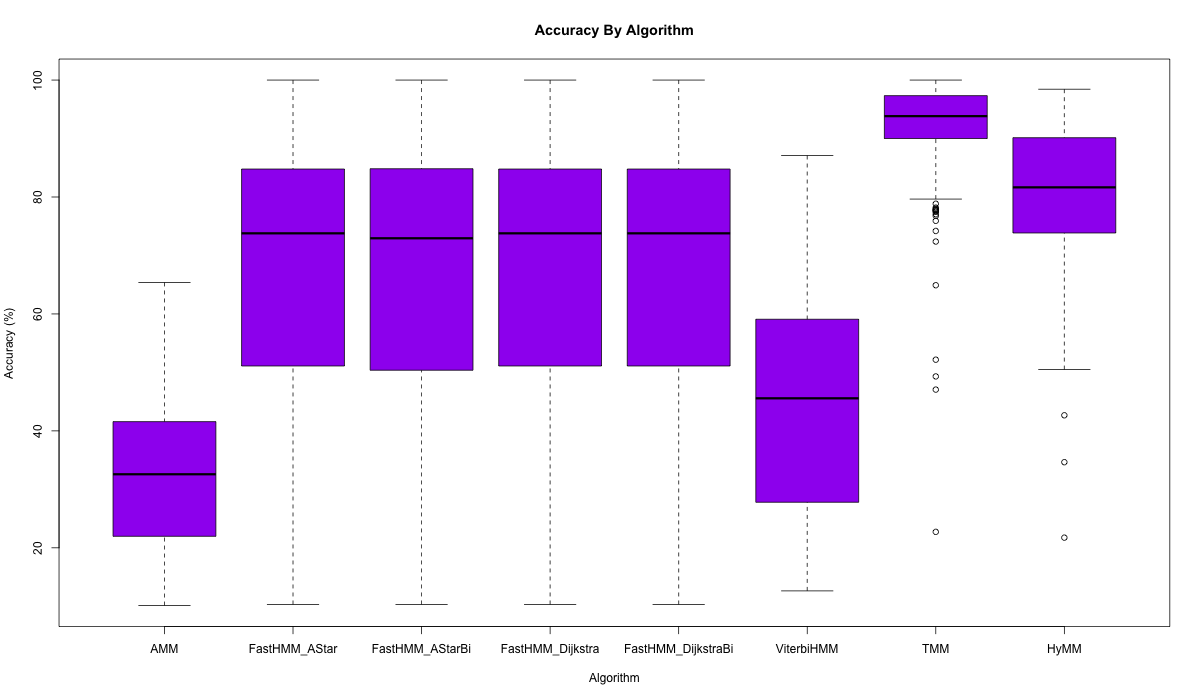 Accuracy By Algorithm
Accuracy (%)
100
80
60
40
20
AMM FastHMM_AStar FastHMM_AStarBi FastHMM_Dijkstra FastHMM_DijkstraBi ViterbiHMM TMM HyMM
Algorithm